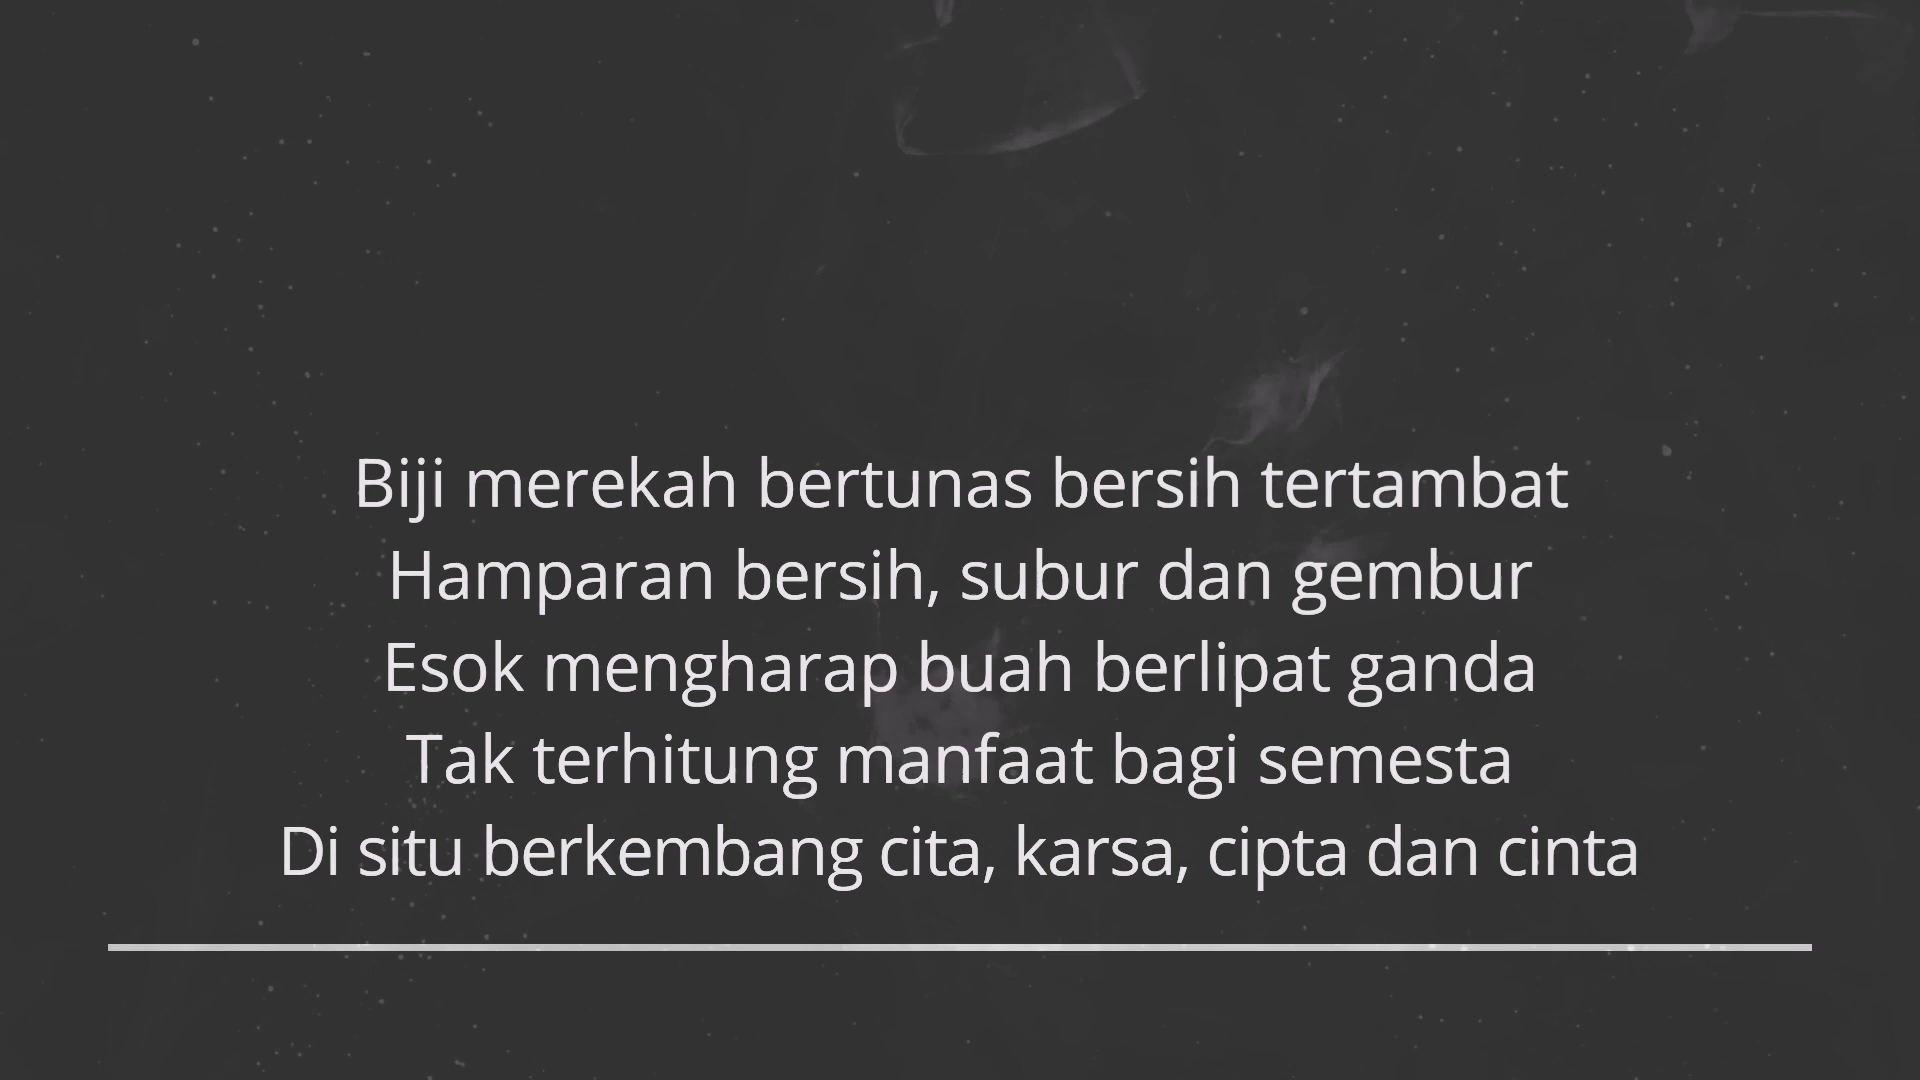 Biji merekah bertunas bersih tertambat
Hamparan bersih, subur dan gembur
Esok mengharap buah berlipat ganda
Tak terhitung manfaat bagi semesta
Di situ berkembang cita, karsa, cipta dan cinta